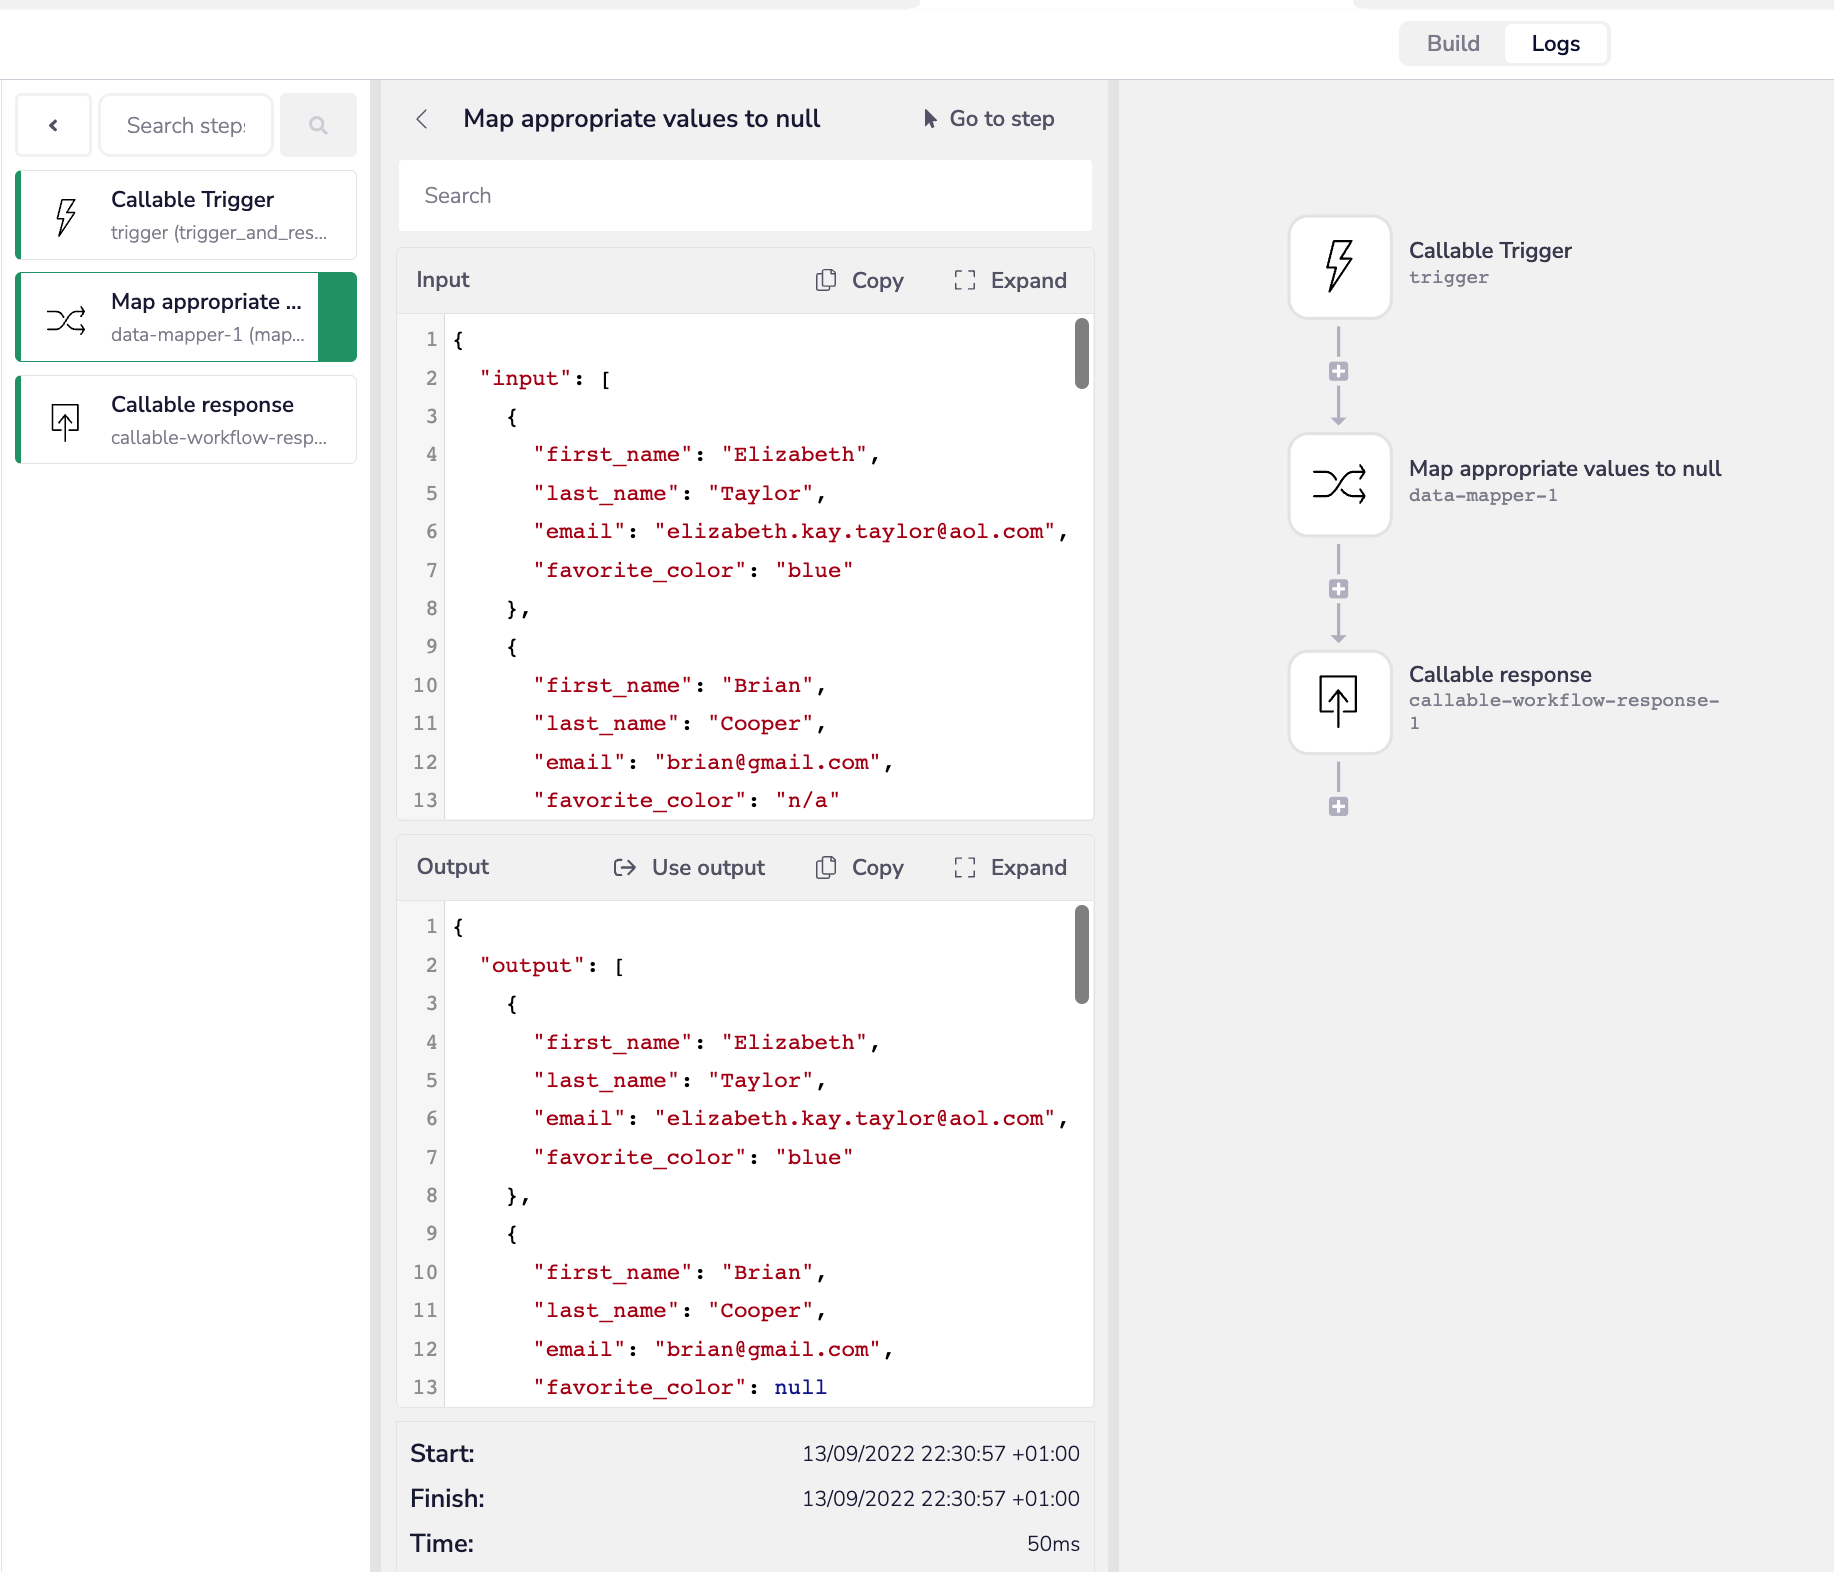 Build
Logs
Search steps
Callable Trigger
trigger (trigger_and_res...
Map appropriate ...
data-mapper-1 (map...
Callable response
callable-workflow-resp...
Map appropriate values to null
Go to step
Search
Input
Copy
Expand
1 {
2 "input": [
3 {
4 "first_name": "Elizabeth",
5 "last_name": "Taylor",
6 "email": "elizabeth.kay.taylor@aol.com",
7 "favorite_color": "blue"
8 },
9 {
10 "first_name": "Brian",
11 "last_name": "Cooper",
12 "email": "brian@gmail.com",
13 "favorite_color": "n/a"
Output
Use output
Copy
Expand
1 {
2 "output": [
3 {
4 "first_name": "Elizabeth",
5 "last_name": "Taylor",
6 "email": "elizabeth.kay.taylor@aol.com",
7 "favorite_color": "blue"
8 },
9 {
10 "first_name": "Brian",
11 "last_name": "Cooper",
12 "email": "brian@gmail.com",
13 "favorite_color": null
Start: 13/09/2022 22:30:57 +01:00
Finish: 13/09/2022 22:30:57 +01:00
Time: 50ms
Callable Trigger
trigger
Map appropriate values to null
data-mapper-1
Callable response
callable-workflow-response-
1